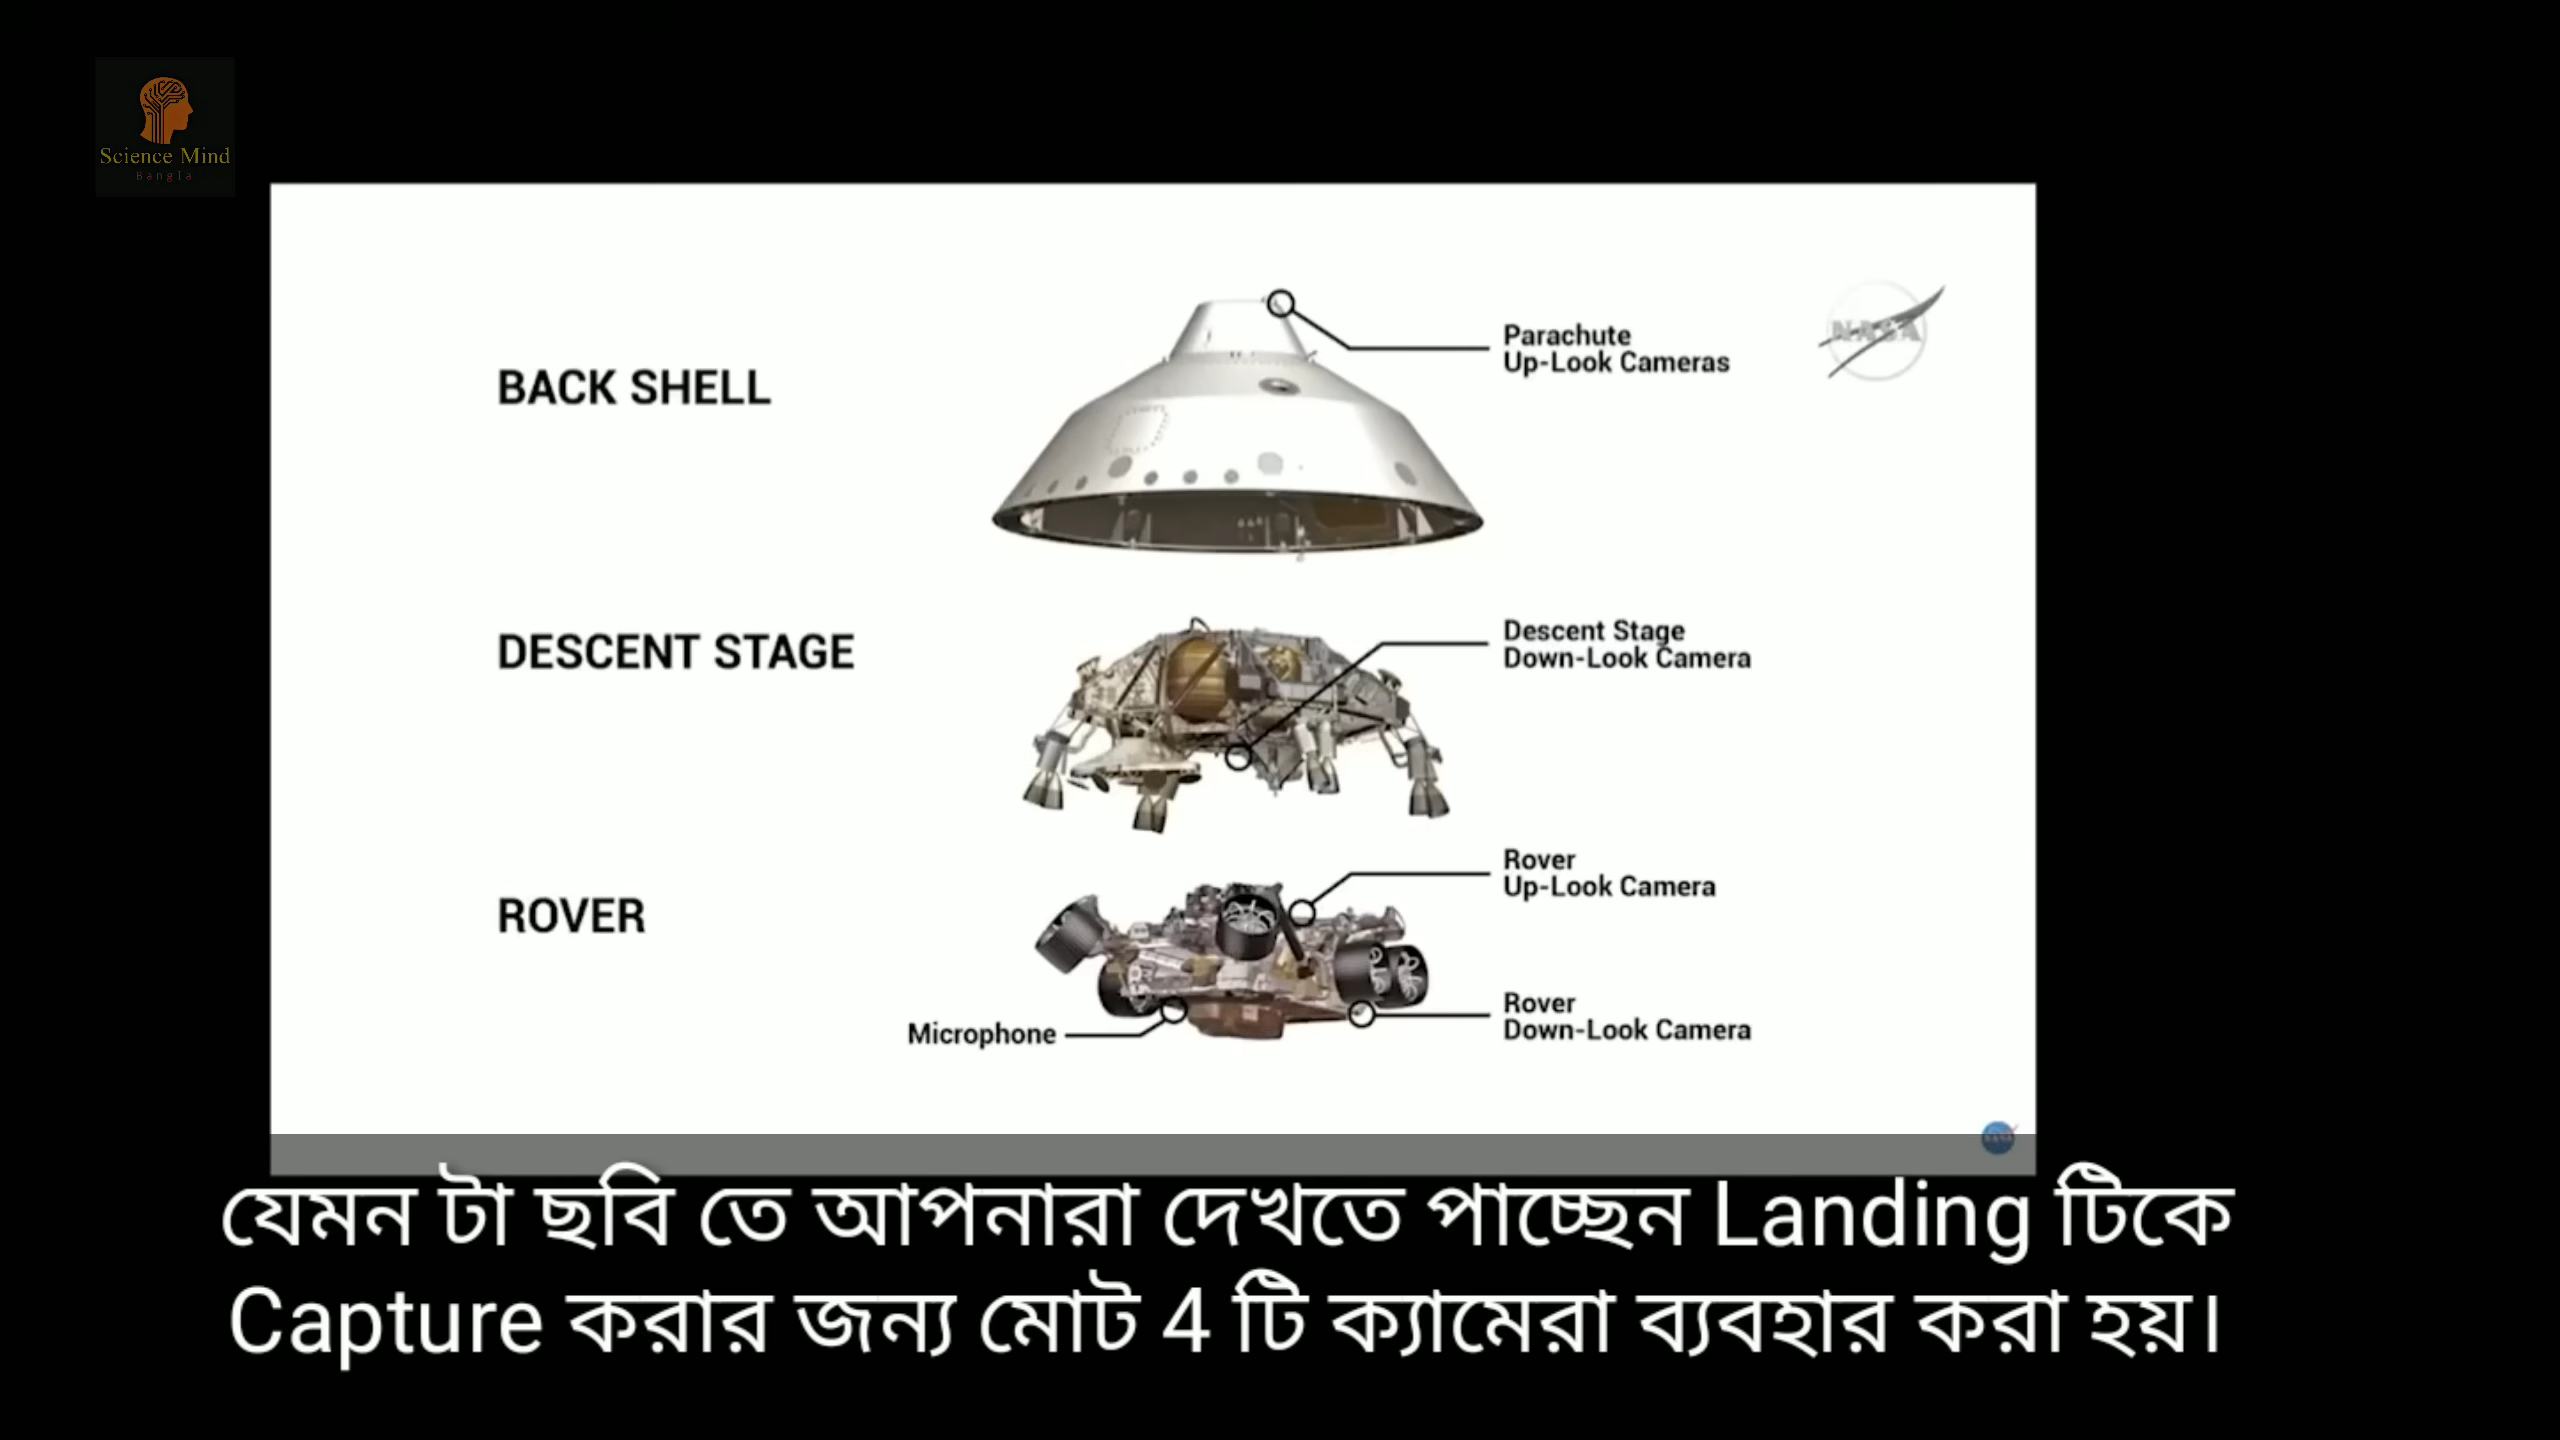 Science Mind
Bangla
BACK SHELL
Parachute
Up-Look Cameras
NASA
DESCENT STAGE
Descent Stage
Down-Look Camera
ROVER
Rover
Up-Look Camera
Microphone
Rover
Down-Look Camera
NASA
যেমন টা ছবি তে আপনারা দেখতে পাচ্ছেন Landing টিকে
Capture করার জন্য মোট 4 টি ক্যামেরা ব্যবহার করা হয়।